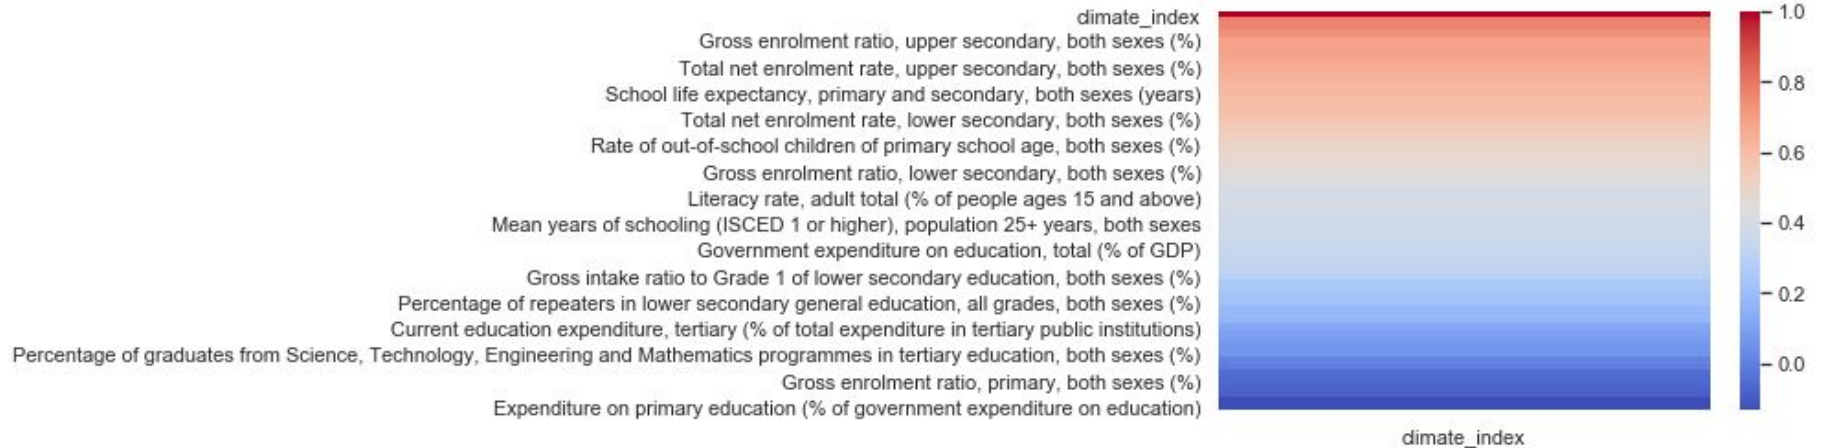 climate_index
Gross enrolment ratio, upper secondary, both sexes (%)
Total net enrolment rate, upper secondary, both sexes (%)
School life expectancy, primary and secondary, both sexes (years)
Total net enrolment rate, lower secondary, both sexes (%)
Rate of out-of-school children of primary school age, both sexes (%)
Gross enrolment ratio, lower secondary, both sexes (%)
Literacy rate, adult total (% of people ages 15 and above)
Mean years of schooling (ISCED 1 or higher), population 25+ years, both sexes
Government expenditure on education, total (% of GDP)
Gross intake ratio to Grade 1 of lower secondary education, both sexes (%)
Percentage of repeaters in lower secondary general education, all grades, both sexes (%)
Current education expenditure, tertiary (% of total expenditure in tertiary public institutions)
Percentage of graduates from Science, Technology, Engineering and Mathematics programmes in tertiary education, both sexes (%)
Gross enrolment ratio, primary, both sexes (%)
Expenditure on primary education (% of government expenditure on education)
climate_index
1.0
0.8
0.6
0.4
0.2
0.0